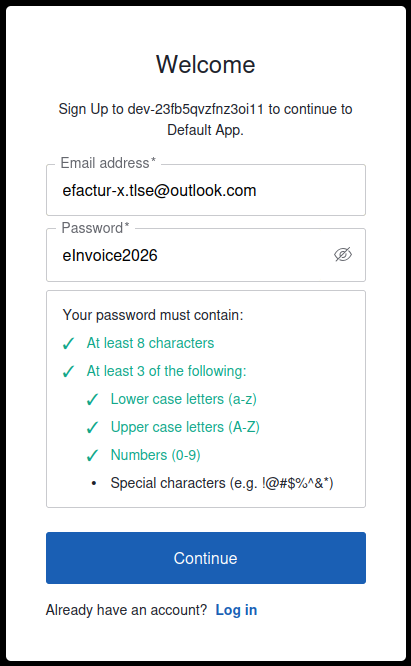 Welcome
Sign Up to dev-23fb5qvzfnz3oi11 to continue to
Default App.
Email address*
efactur-x.tlse@outlook.com
Password*
eInvoice2026
Your password must contain:
✓ At least 8 characters
✓ At least 3 of the following:
✓ Lower case letters (a-z)
✓ Upper case letters (A-Z)
✓ Numbers (0-9)
• Special characters (e.g. !@#$%^&*)
Continue
Already have an account? Log in